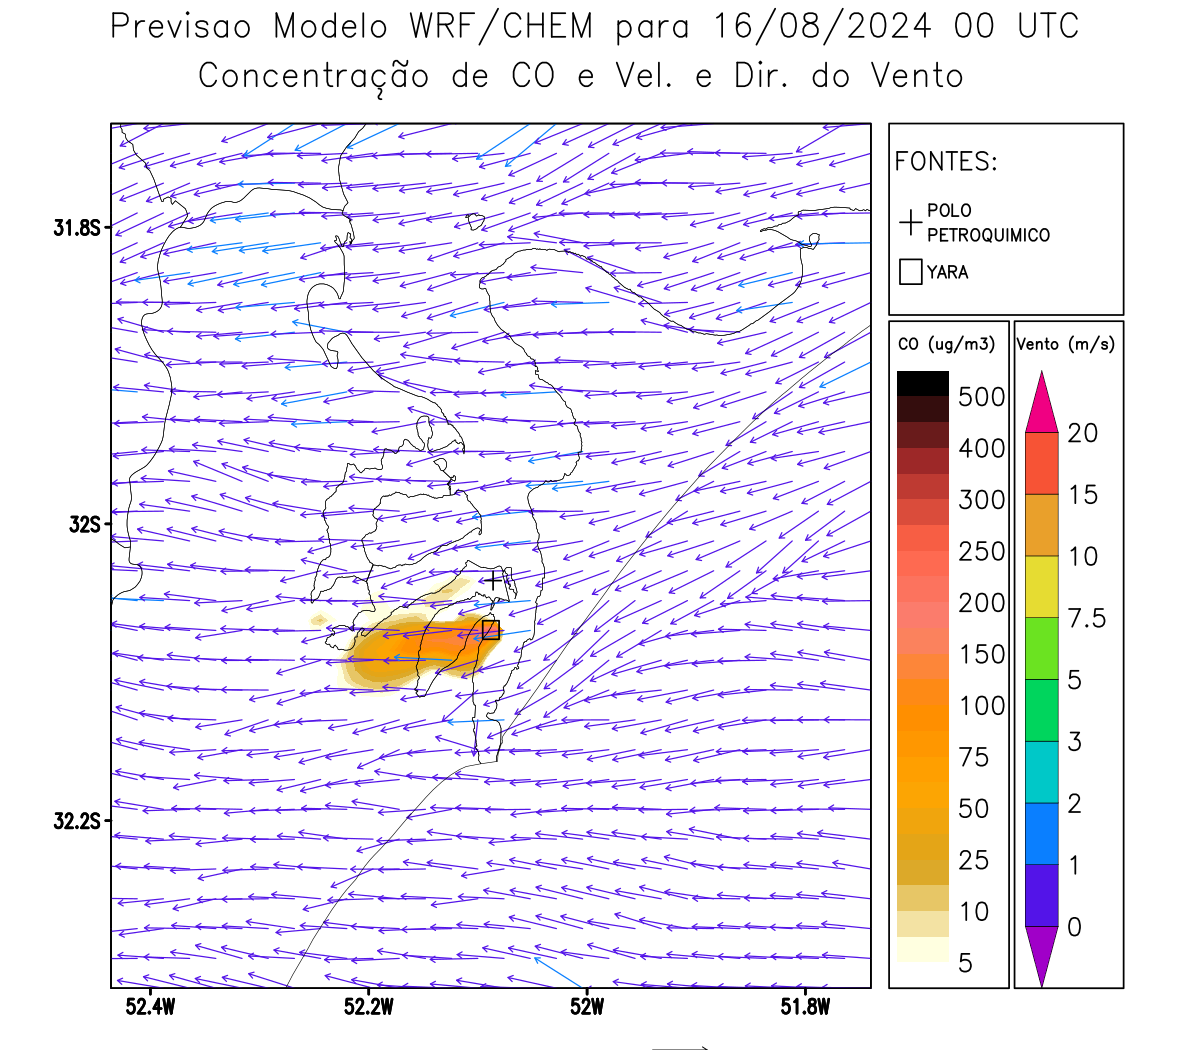 Previsao Modelo WRF/CHEM para 16/08/2024 00 UTC
Concentração de CO e Vel. e Dir. do Vento
FONTES:
POLO
PETROQUIMICO
YARA
CO (ug/m3)
500
400
300
250
200
150
100
75
50
25
10
5
Vento (m/s)
20
15
10
7.5
5
3
2
1
0
31.8S
32S
32.2S
52.4W
52.2W
52W
51.8W